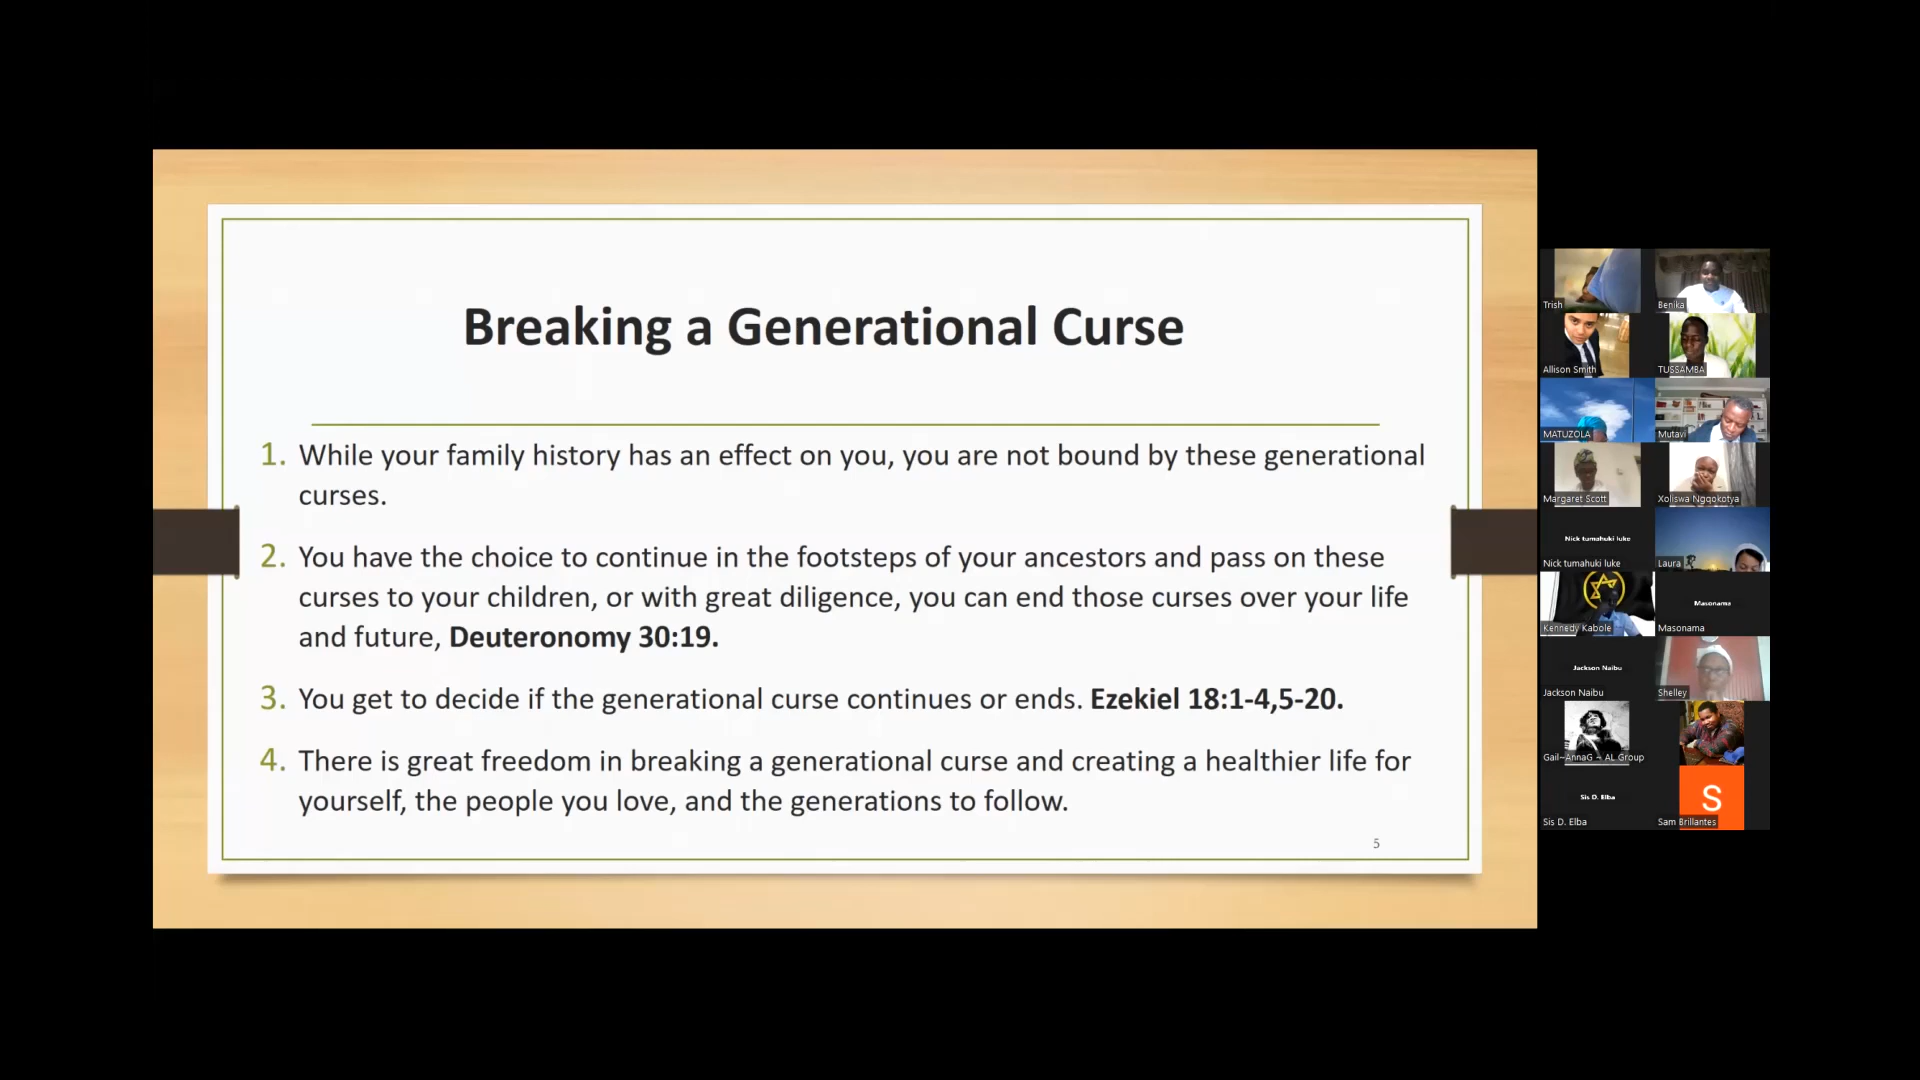 Breaking a Generational Curse
1. While your family history has an effect on you, you are not bound by these generational
curses.
2. You have the choice to continue in the footsteps of your ancestors and pass on these
curses to your children, or with great diligence, you can end those curses over your life
and future, Deuteronomy 30:19.
3. You get to decide if the generational curse continues or ends. Ezekiel 18:1-4,5-20.
4. There is great freedom in breaking a generational curse and creating a healthier life for
yourself, the people you love, and the generations to follow.
5
Trish
Benika
Allison Smith
TUSSAMBA
MATUZOLA
Mutavi
Margaret Scott
Xoliswa Ngqokotya
Nick tumahuki luke
Nick tumahuki luke
Laura
Kennedy Kabole
Masonama
Masonama
Jackson Naibu
Jackson Naibu
Shelley
Gail~AnnaG ~ AL Group
Sis D. Elba
Sis D. Elba
S
Sam Brillantes